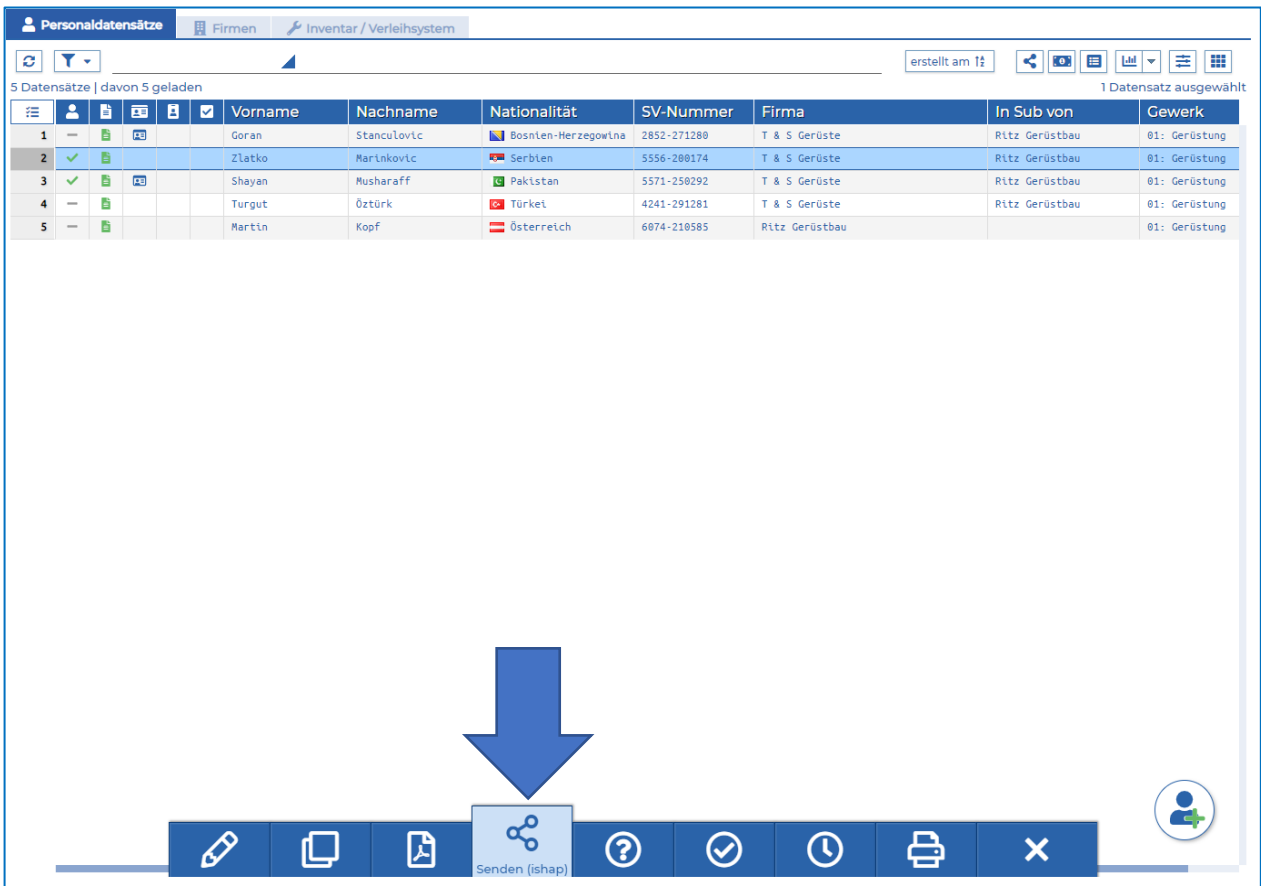 Personaldatensätze Firmen Inventar / Verleihsystem
erstellt am
5 Datensätze | davon 5 geladen 1 Datensatz ausgewählt
Vorname Nachname Nationalität SV-Nummer Firma In Sub von Gewerk
1 Goran Stanculovic Bosnien-Herzegowina 2852-271280 T & S Gerüste Ritz Gerüstbau 01: Gerüstung
2 Zlatko Marinkovic Serbien 5556-200174 T & S Gerüste Ritz Gerüstbau 01: Gerüstung
3 Shayan Musharaff Pakistan 5571-250292 T & S Gerüste Ritz Gerüstbau 01: Gerüstung
4 Turgut Öztürk Türkei 4241-291281 T & S Gerüste Ritz Gerüstbau 01: Gerüstung
5 Martin Kopf Österreich 6074-210585 Ritz Gerüstbau 01: Gerüstung
Senden (ishap)